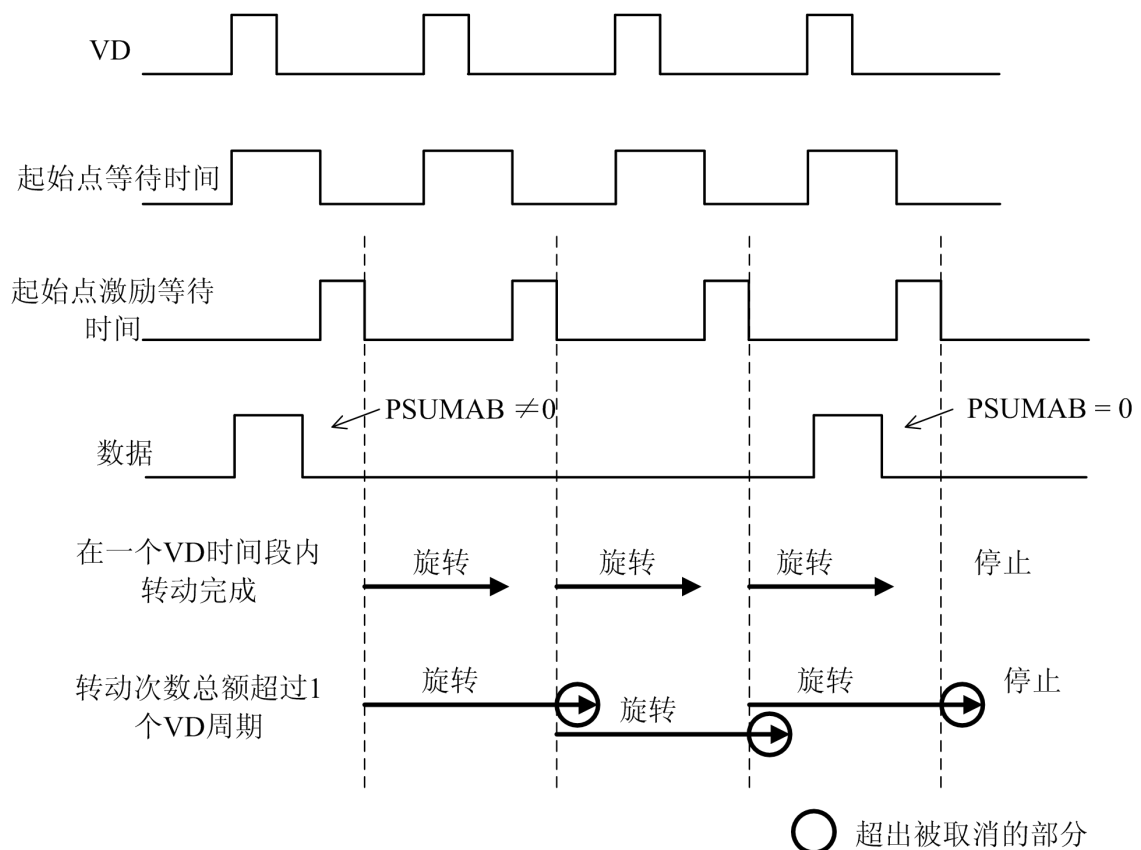 VD
起始点等待时间
起始点激励等待
时间
PSUMAB ≠0
PSUMAB = 0
数据
在一个VD时间段内
转动完成
旋转
旋转
旋转
停止
转动次数总额超过1
个VD周期
旋转
旋转
旋转
停止
超出被取消的部分